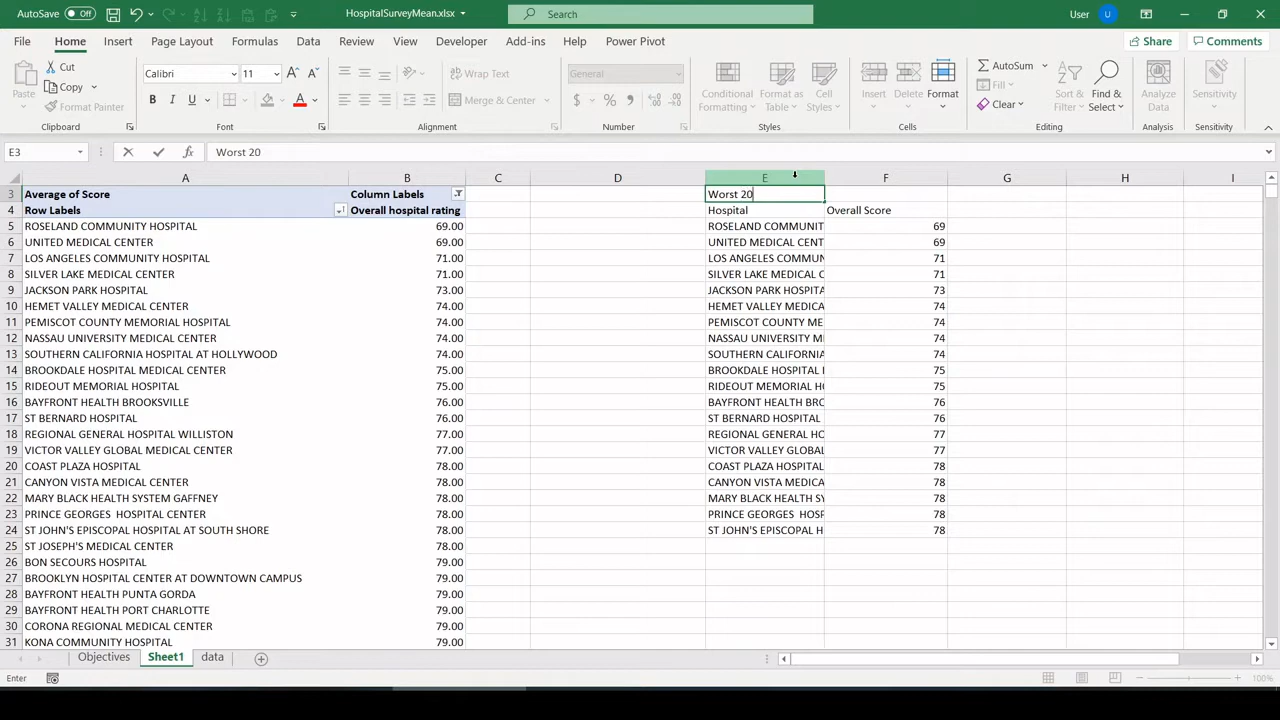 AutoSave Off HospitalSurveyMean.xlsx Search User U
File Home Insert Page Layout Formulas Data Review View Developer Add-ins Help Power Pivot Share Comments
Paste Cut Copy Format Painter
Calibri 11 Wrap Text Merge & Center General
B I U
Conditional Formatting Format as Table Cell Styles Insert Delete Format
AutoSum Fill Clear Sort & Filter Find & Select Analyze Data Sensitivity
Clipboard Font Alignment Number Styles Cells Editing Analysis Sensitivity
E3 fx Worst 20
A B C D E F G H I
3 Average of Score Column Labels Worst 20
4 Row Labels Overall hospital rating Hospital Overall Score
5 ROSELAND COMMUNITY HOSPITAL 69.00 ROSELAND COMMUNIT 69
6 UNITED MEDICAL CENTER 69.00 UNITED MEDICAL CENT 69
7 LOS ANGELES COMMUNITY HOSPITAL 71.00 LOS ANGELES COMMUN 71
8 SILVER LAKE MEDICAL CENTER 71.00 SILVER LAKE MEDICAL C 71
9 JACKSON PARK HOSPITAL 73.00 JACKSON PARK HOSPITA 73
10 HEMET VALLEY MEDICAL CENTER 74.00 HEMET VALLEY MEDICA 74
11 PEMISCOT COUNTY MEMORIAL HOSPITAL 74.00 PEMISCOT COUNTY ME 74
12 NASSAU UNIVERSITY MEDICAL CENTER 74.00 NASSAU UNIVERSITY M 74
13 SOUTHERN CALIFORNIA HOSPITAL AT HOLLYWOOD 74.00 SOUTHERN CALIFORNIA 74
14 BROOKDALE HOSPITAL MEDICAL CENTER 75.00 BROOKDALE HOSPITAL 75
15 RIDEOUT MEMORIAL HOSPITAL 75.00 RIDEOUT MEMORIAL H 75
16 BAYFRONT HEALTH BROOKSVILLE 76.00 BAYFRONT HEALTH BRO 76
17 ST BERNARD HOSPITAL 76.00 ST BERNARD HOSPITAL 76
18 REGIONAL GENERAL HOSPITAL WILLISTON 77.00 REGIONAL GENERAL HO 77
19 VICTOR VALLEY GLOBAL MEDICAL CENTER 77.00 VICTOR VALLEY GLOBAL 77
20 COAST PLAZA HOSPITAL 78.00 COAST PLAZA HOSPITAL 78
21 CANYON VISTA MEDICAL CENTER 78.00 CANYON VISTA MEDICA 78
22 MARY BLACK HEALTH SYSTEM GAFFNEY 78.00 MARY BLACK HEALTH SY 78
23 PRINCE GEORGES HOSPITAL CENTER 78.00 PRINCE GEORGES HOSP 78
24 ST JOHN'S EPISCOPAL HOSPITAL AT SOUTH SHORE 78.00 ST JOHN'S EPISCOPAL H 78
25 ST JOSEPH'S MEDICAL CENTER 78.00
26 BON SECOURS HOSPITAL 79.00
27 BROOKLYN HOSPITAL CENTER AT DOWNTOWN CAMPUS 79.00
28 BAYFRONT HEALTH PUNTA GORDA 79.00
29 BAYFRONT HEALTH PORT CHARLOTTE 79.00
30 CORONA REGIONAL MEDICAL CENTER 79.00
31 KONA COMMUNITY HOSPITAL 79.00
Objectives Sheet1 data
Enter 100%